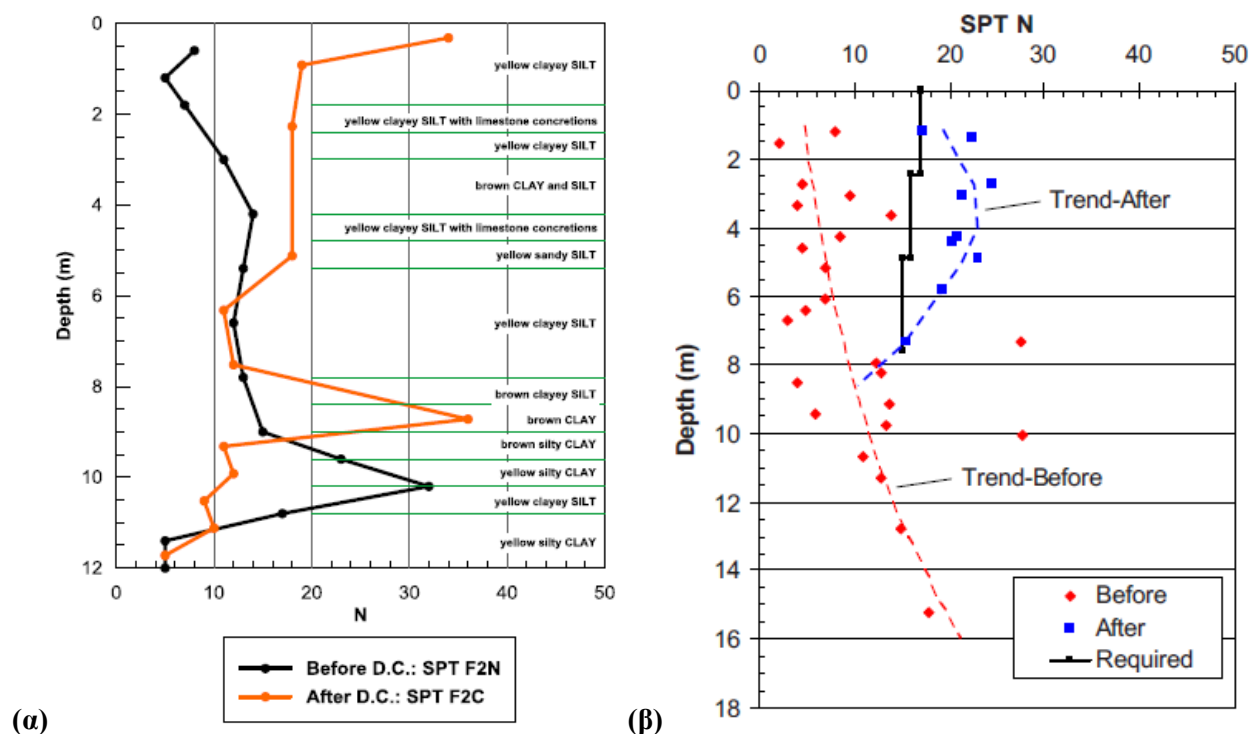 0
2
4
6
8
10
12
Depth (m)
yellow clayey SILT
yellow clayey SILT with limestone concretions
yellow clayey SILT
brown CLAY and SILT
yellow clayey SILT with limestone concretions
yellow sandy SILT
yellow clayey SILT
brown clayey SILT
brown CLAY
brown silty CLAY
yellow silty CLAY
yellow clayey SILT
yellow silty CLAY
0 10 20 30 40 50
N
Before D.C.: SPT F2N
After D.C.: SPT F2C
(α)
SPT N
0 10 20 30 40 50
0
2
4
6
8
10
12
14
16
18
Depth (m)
Trend-After
Trend-Before
Before
After
Required
(β)